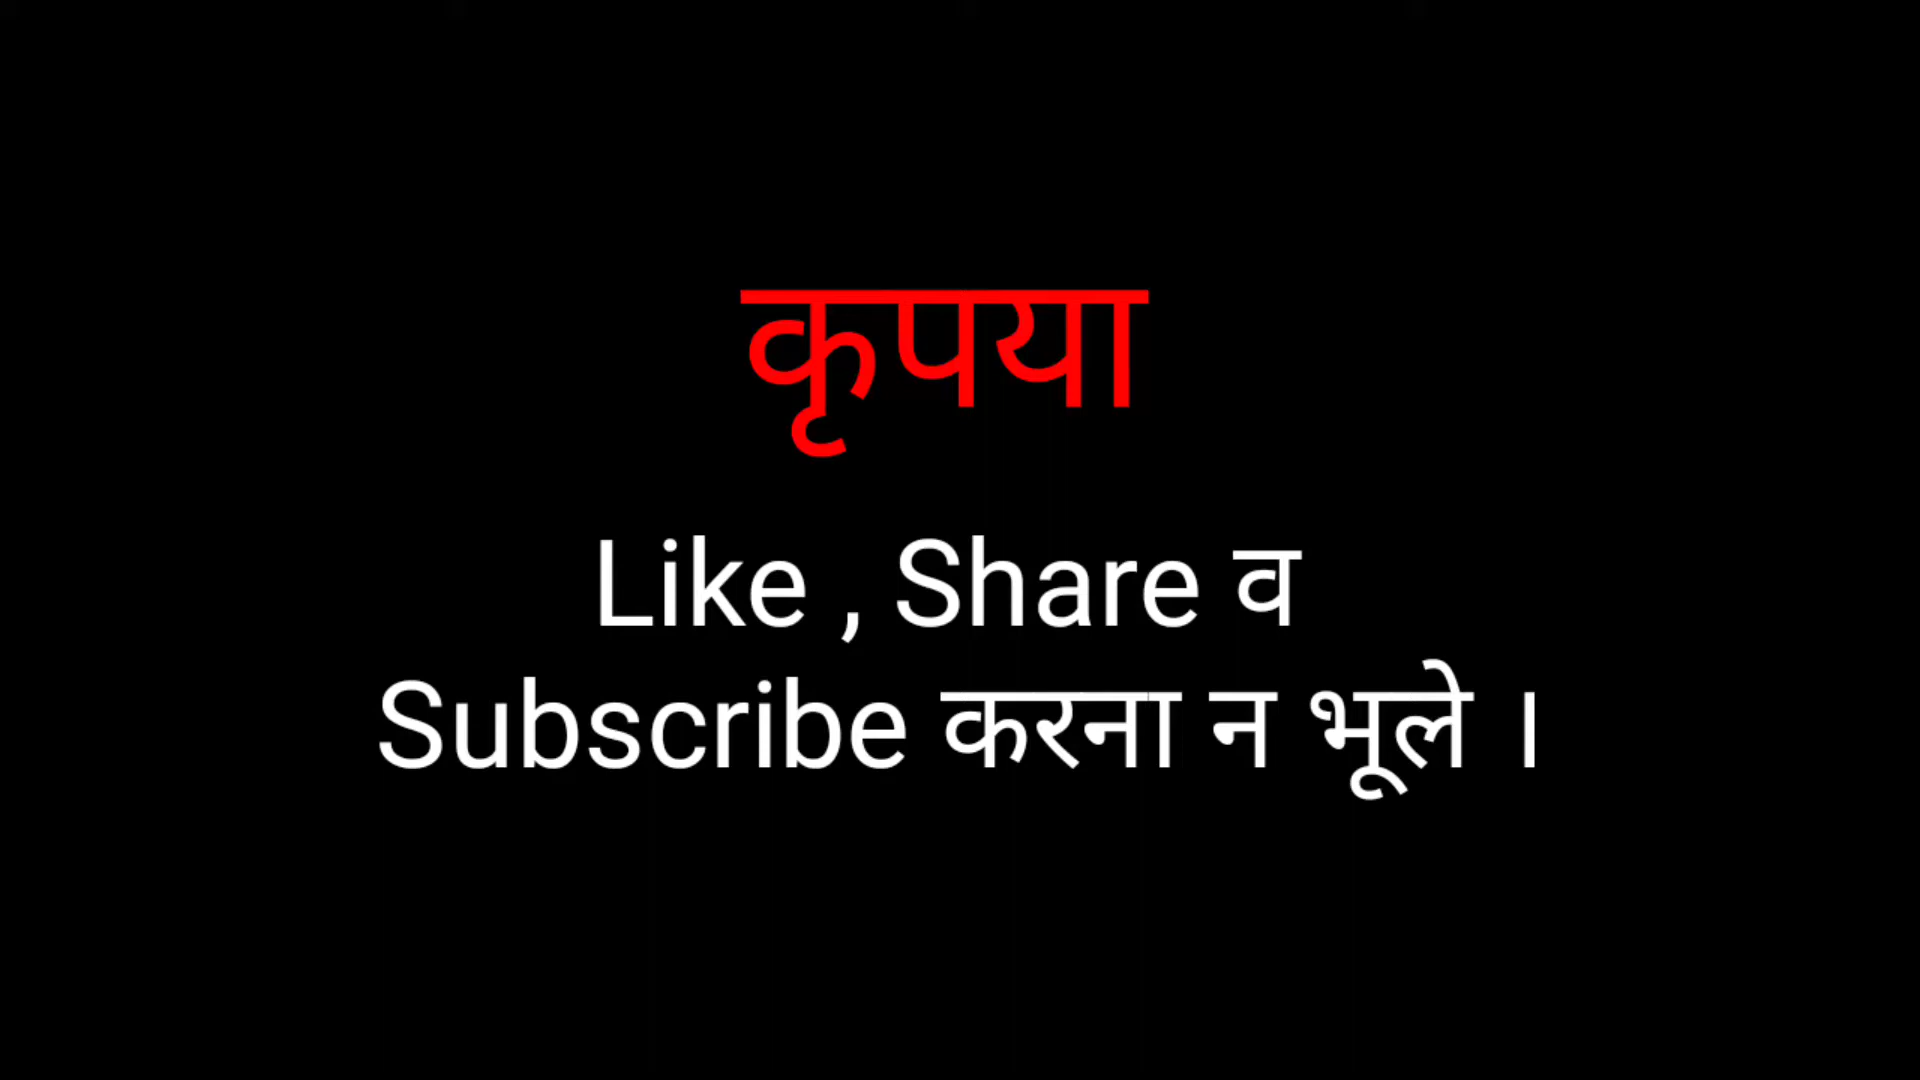 कृपया
Like , Share व
Subscribe करना न भूले ।